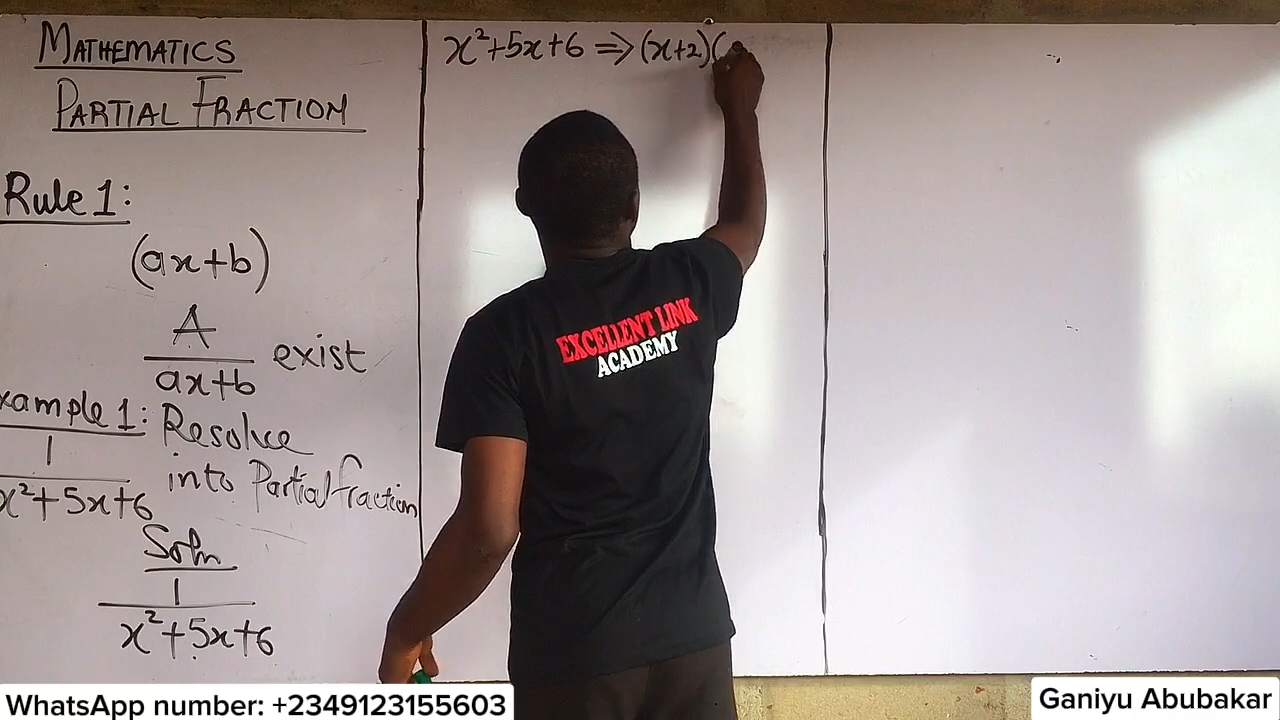 MATHEMATICS
PARTIAL FRACTION
Rule 1:
(ax+b)
A
ax+b exist
xample 1: Resolve
1
into Partial fraction
x²+5x+6
Soln
1
x²+5x+6
x²+5x+6 ⇒ (x+2)(
EXCELLENT LINK
ACADEMY
WhatsApp number: +2349123155603
Ganiyu Abubakar